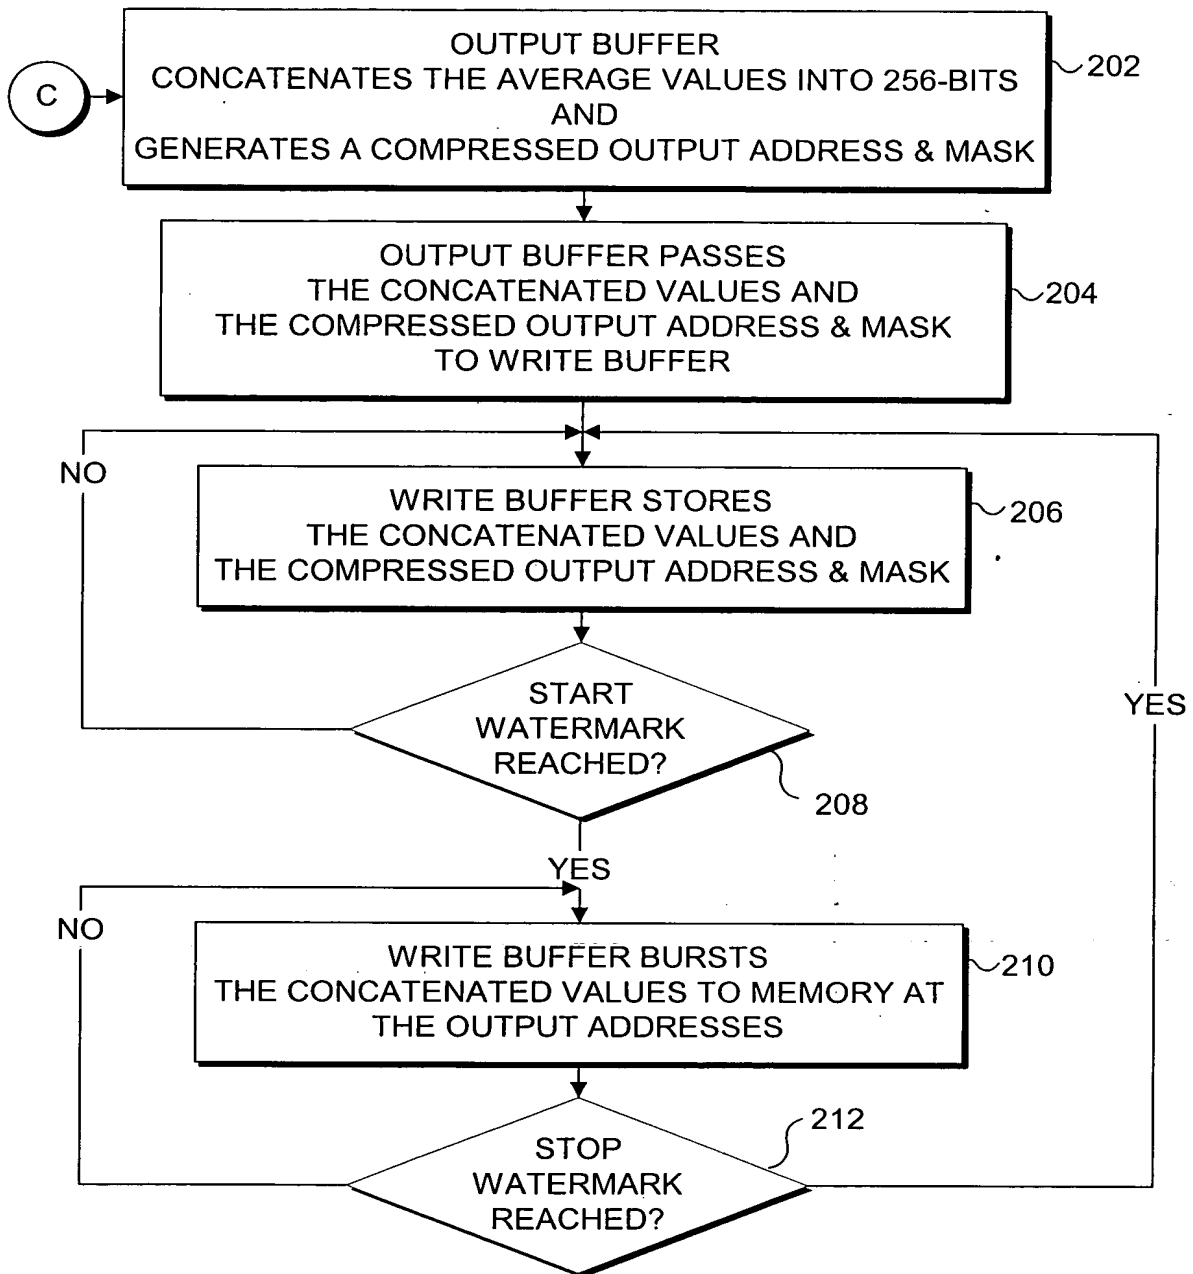 C
OUTPUT BUFFER
CONCATENATES THE AVERAGE VALUES INTO 256-BITS
AND
GENERATES A COMPRESSED OUTPUT ADDRESS & MASK
202
OUTPUT BUFFER PASSES
THE CONCATENATED VALUES AND
THE COMPRESSED OUTPUT ADDRESS & MASK
TO WRITE BUFFER
204
NO
WRITE BUFFER STORES
THE CONCATENATED VALUES AND
THE COMPRESSED OUTPUT ADDRESS & MASK
206
START
WATERMARK
REACHED?
208
YES
YES
NO
WRITE BUFFER BURSTS
THE CONCATENATED VALUES TO MEMORY AT
THE OUTPUT ADDRESSES
210
STOP
WATERMARK
REACHED?
212